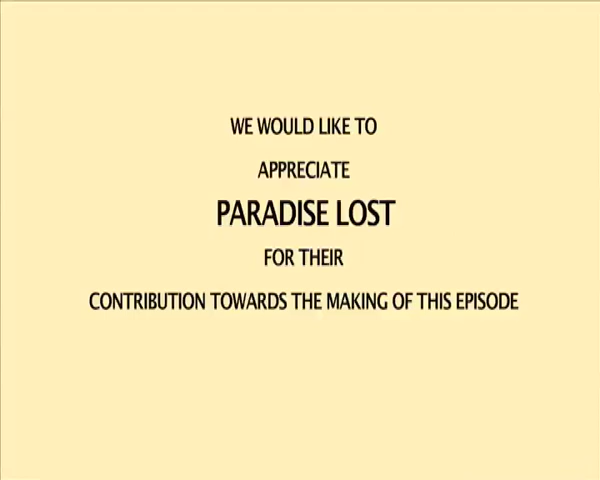 WE WOULD LIKE TO
APPRECIATE
PARADISE LOST
FOR THEIR
CONTRIBUTION TOWARDS THE MAKING OF THIS EPISODE